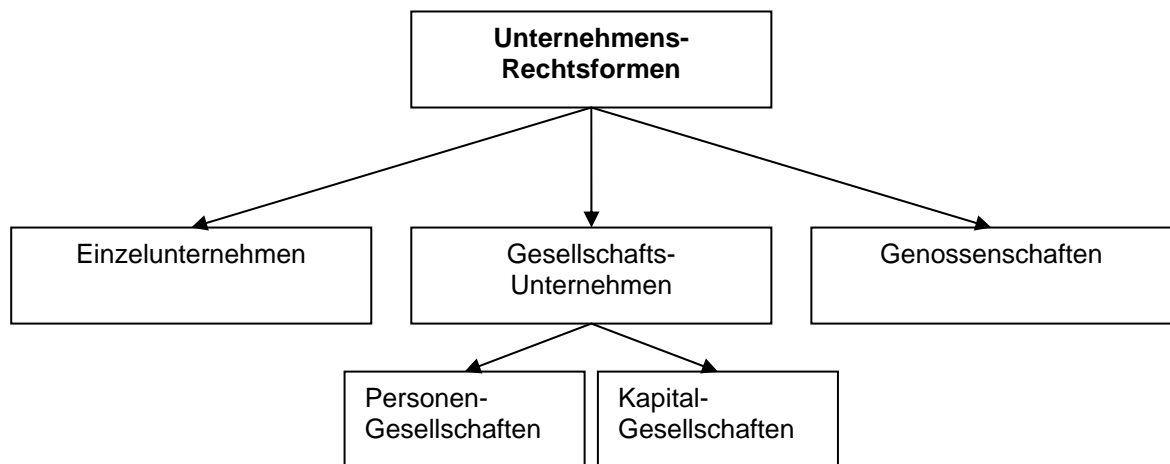 Unternehmens-
Rechtsformen
Einzelunternehmen
Gesellschafts-
Unternehmen
Genossenschaften
Personen-
Gesellschaften
Kapital-
Gesellschaften